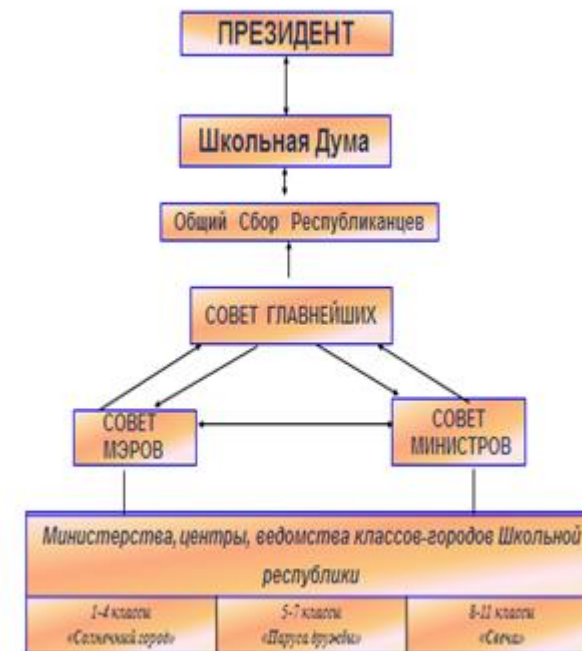 ПРЕЗИДЕНТ
Школьная Дума
Общий Сбор Республиканцев
СОВЕТ ГЛАВНЕЙШИХ
СОВЕТ
МЭРОВ
СОВЕТ
МИНИСТРОВ
Министерства, центры, ведомства классов-городов Школьной
республики
1-4 классы
«Солнечный город»
5-7 классы
«Паруса дружбы»
8-11 классы
«Свеча»